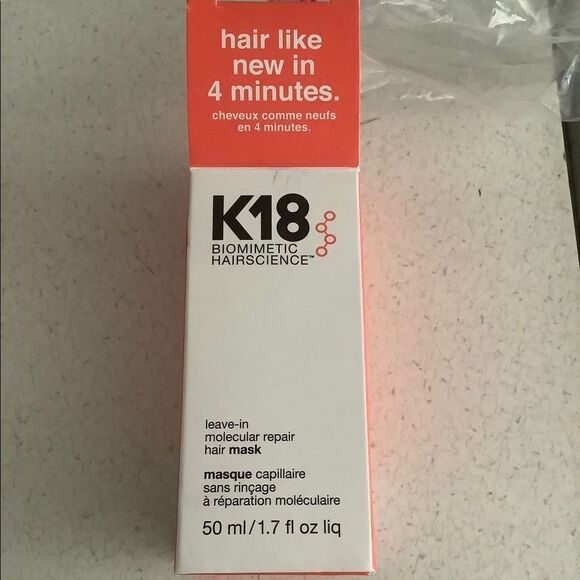 hair like
new in
4 minutes.
cheveux comme neufs
en 4 minutes.
K18
BIOMIMETIC
HAIRSCIENCE™
leave-in
molecular repair
hair mask
masque capillaire
sans rinçage
à réparation moléculaire
50 ml/1.7 fl oz liq